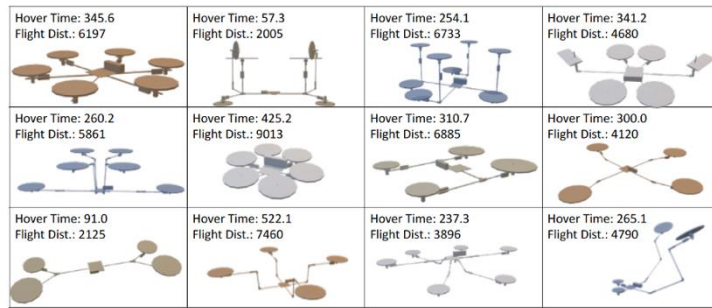 Hover Time: 345.6
Flight Dist.: 6197
Hover Time: 57.3
Flight Dist.: 2005
Hover Time: 254.1
Flight Dist.: 6733
Hover Time: 341.2
Flight Dist.: 4680
Hover Time: 260.2
Flight Dist.: 5861
Hover Time: 425.2
Flight Dist.: 9013
Hover Time: 310.7
Flight Dist.: 6885
Hover Time: 300.0
Flight Dist.: 4120
Hover Time: 91.0
Flight Dist.: 2125
Hover Time: 522.1
Flight Dist.: 7460
Hover Time: 237.3
Flight Dist.: 3896
Hover Time: 265.1
Flight Dist.: 4790